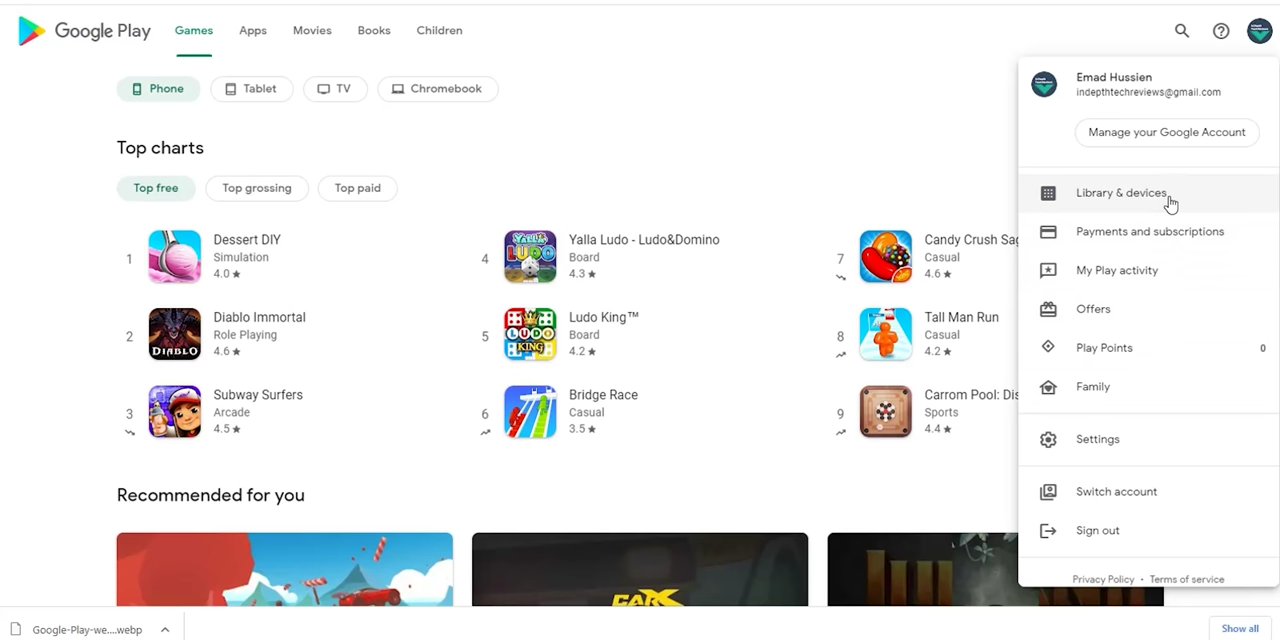 Google Play
Games
Apps
Movies
Books
Children
Phone
Tablet
TV
Chromebook
Top charts
Top free
Top grossing
Top paid
1
Dessert DIY
Simulation
4.0 ★
2
Diablo Immortal
Role Playing
4.6 ★
DIABLO
3
Subway Surfers
Arcade
4.5 ★
4
Yalla Ludo - Ludo&Domino
Board
4.3 ★
YALLA
LUDO
5
Ludo King™
Board
4.2 ★
LUDO
KING
6
Bridge Race
Casual
3.5 ★
7
Candy Crush Sag
Casual
4.6 ★
8
Tall Man Run
Casual
4.2 ★
9
Carrom Pool: Dis
Sports
4.4 ★
Recommended for you
CARX
Emad Hussien
indepthtechreviews@gmail.com
Manage your Google Account
Library & devices
Payments and subscriptions
My Play activity
Offers
Play Points
0
Family
Settings
Switch account
Sign out
Privacy Policy • Terms of service
Google-Play-we....webp
Show all